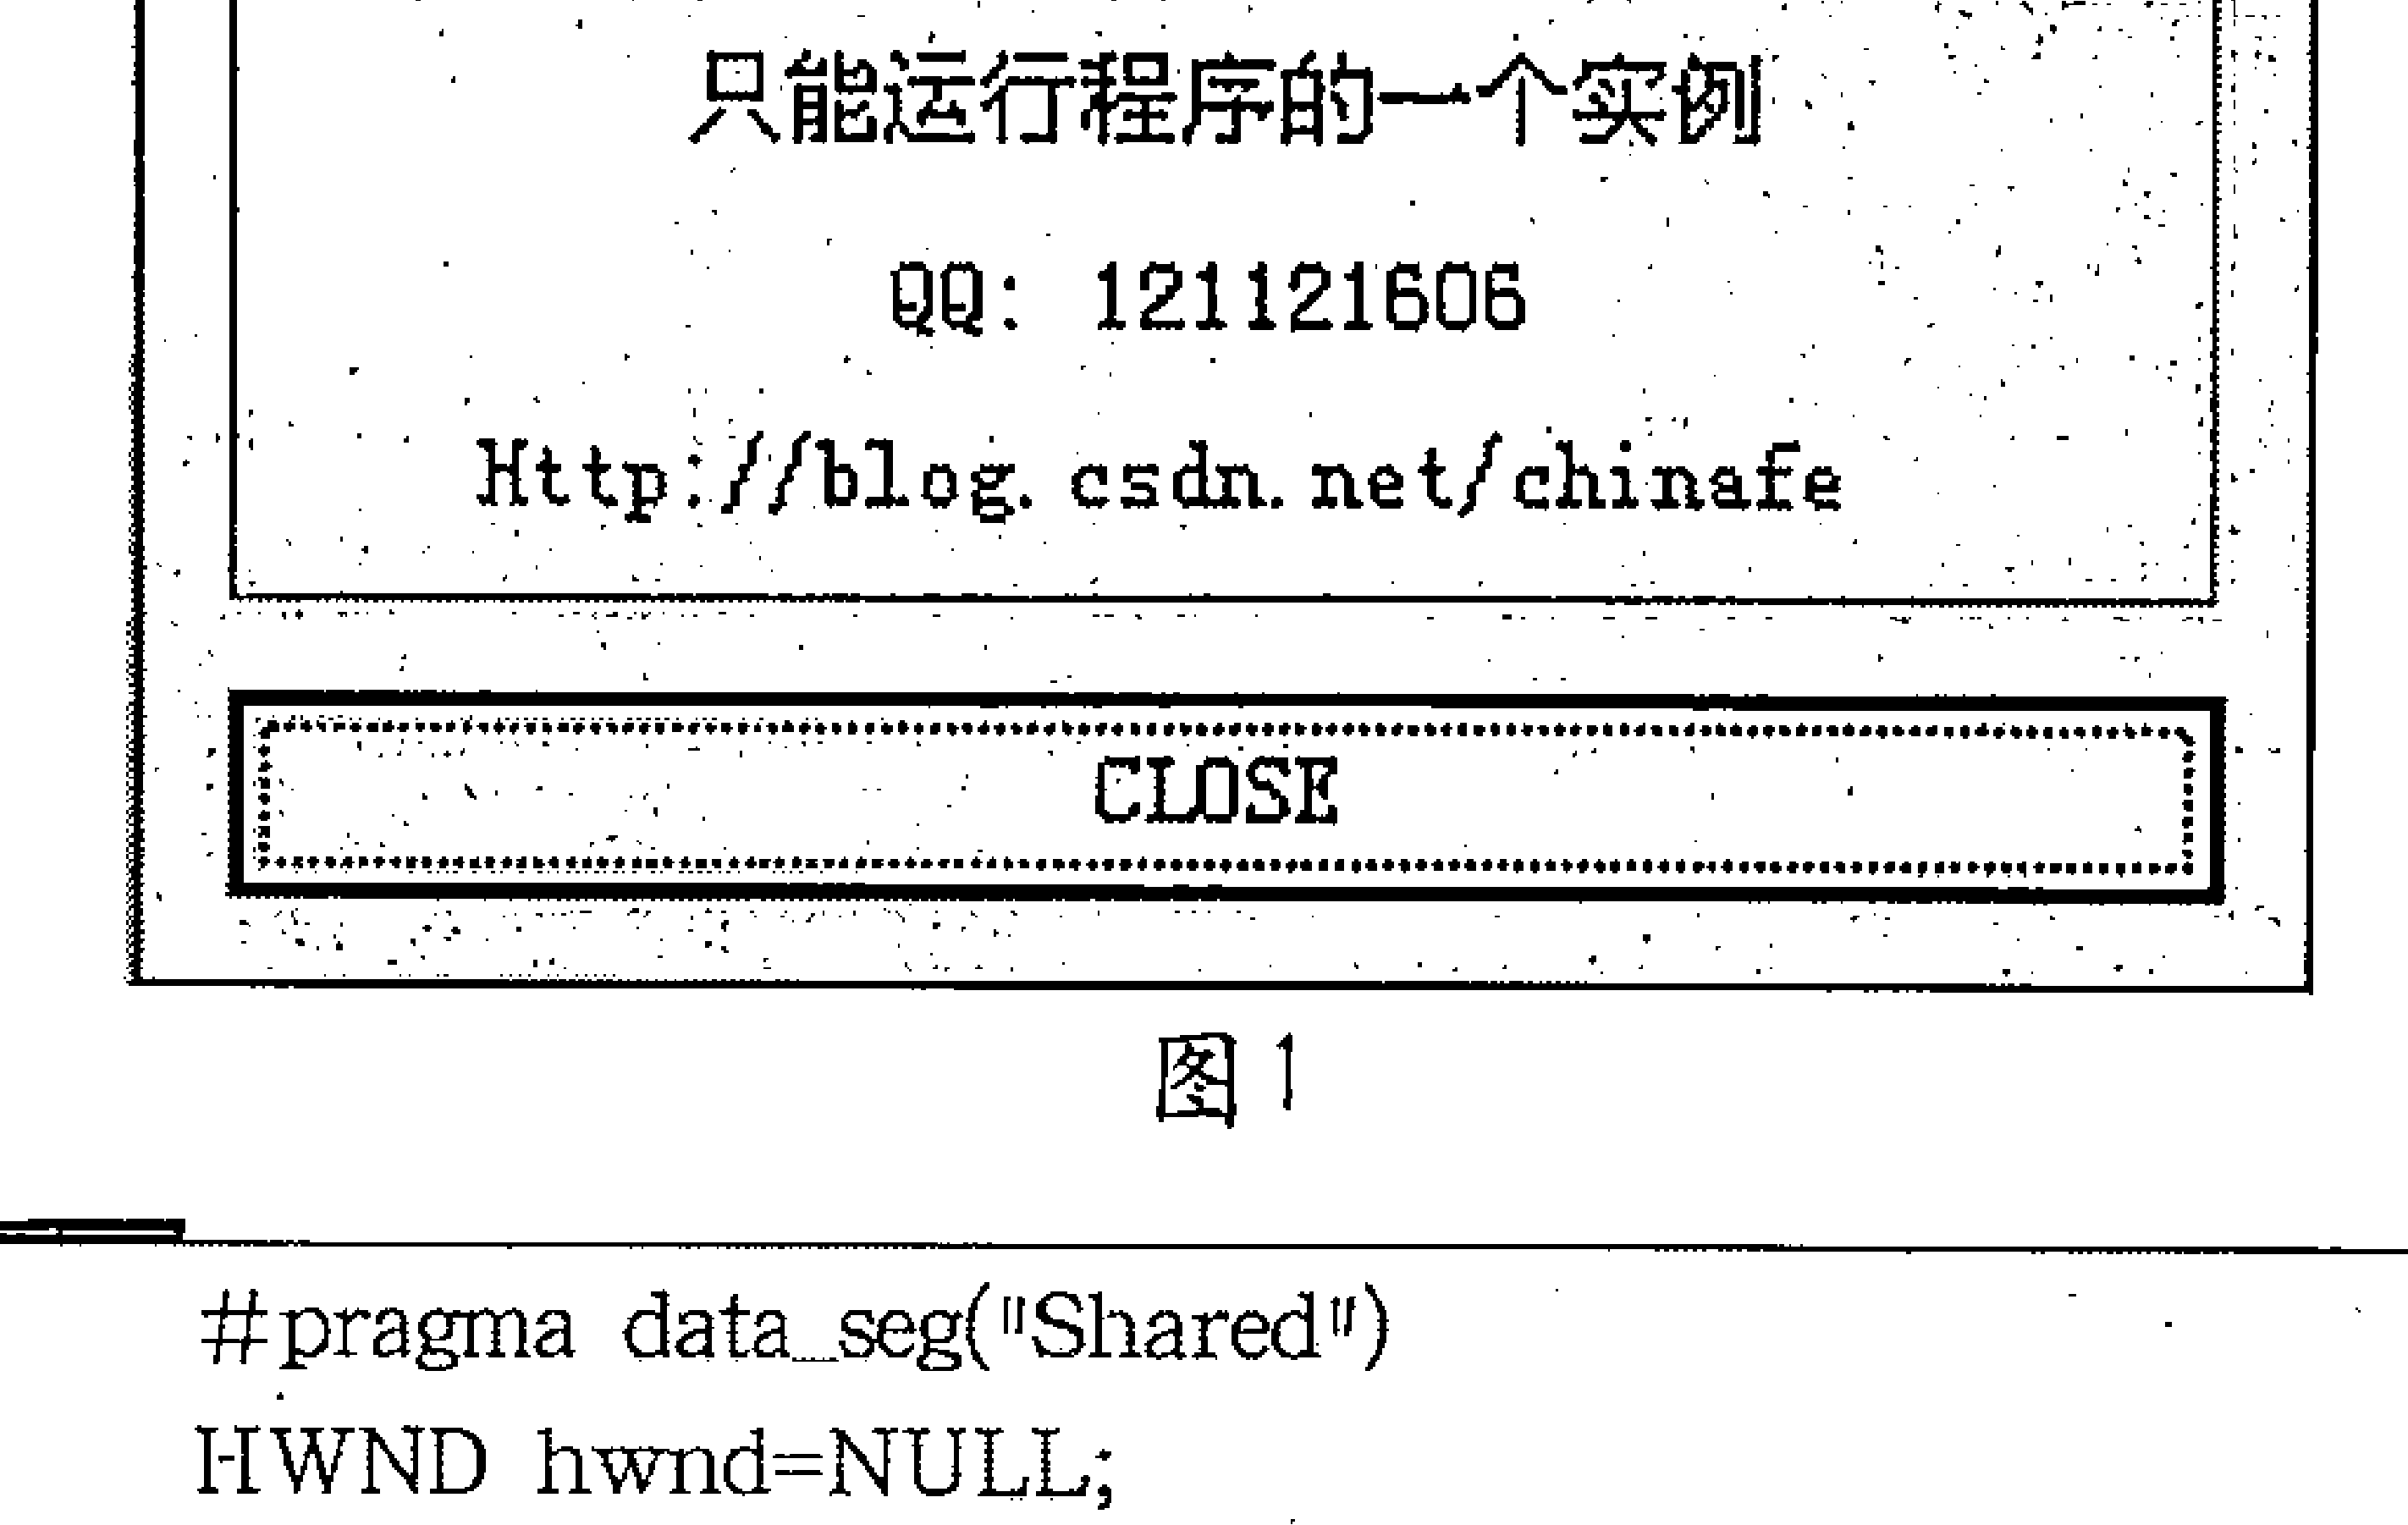 只能运行程序的一个实例
QQ: 121121606
Http://blog.csdn.net/chinafe
CLOSE
图1
#pragma data_seg("Shared")
HWND hwnd=NULL;